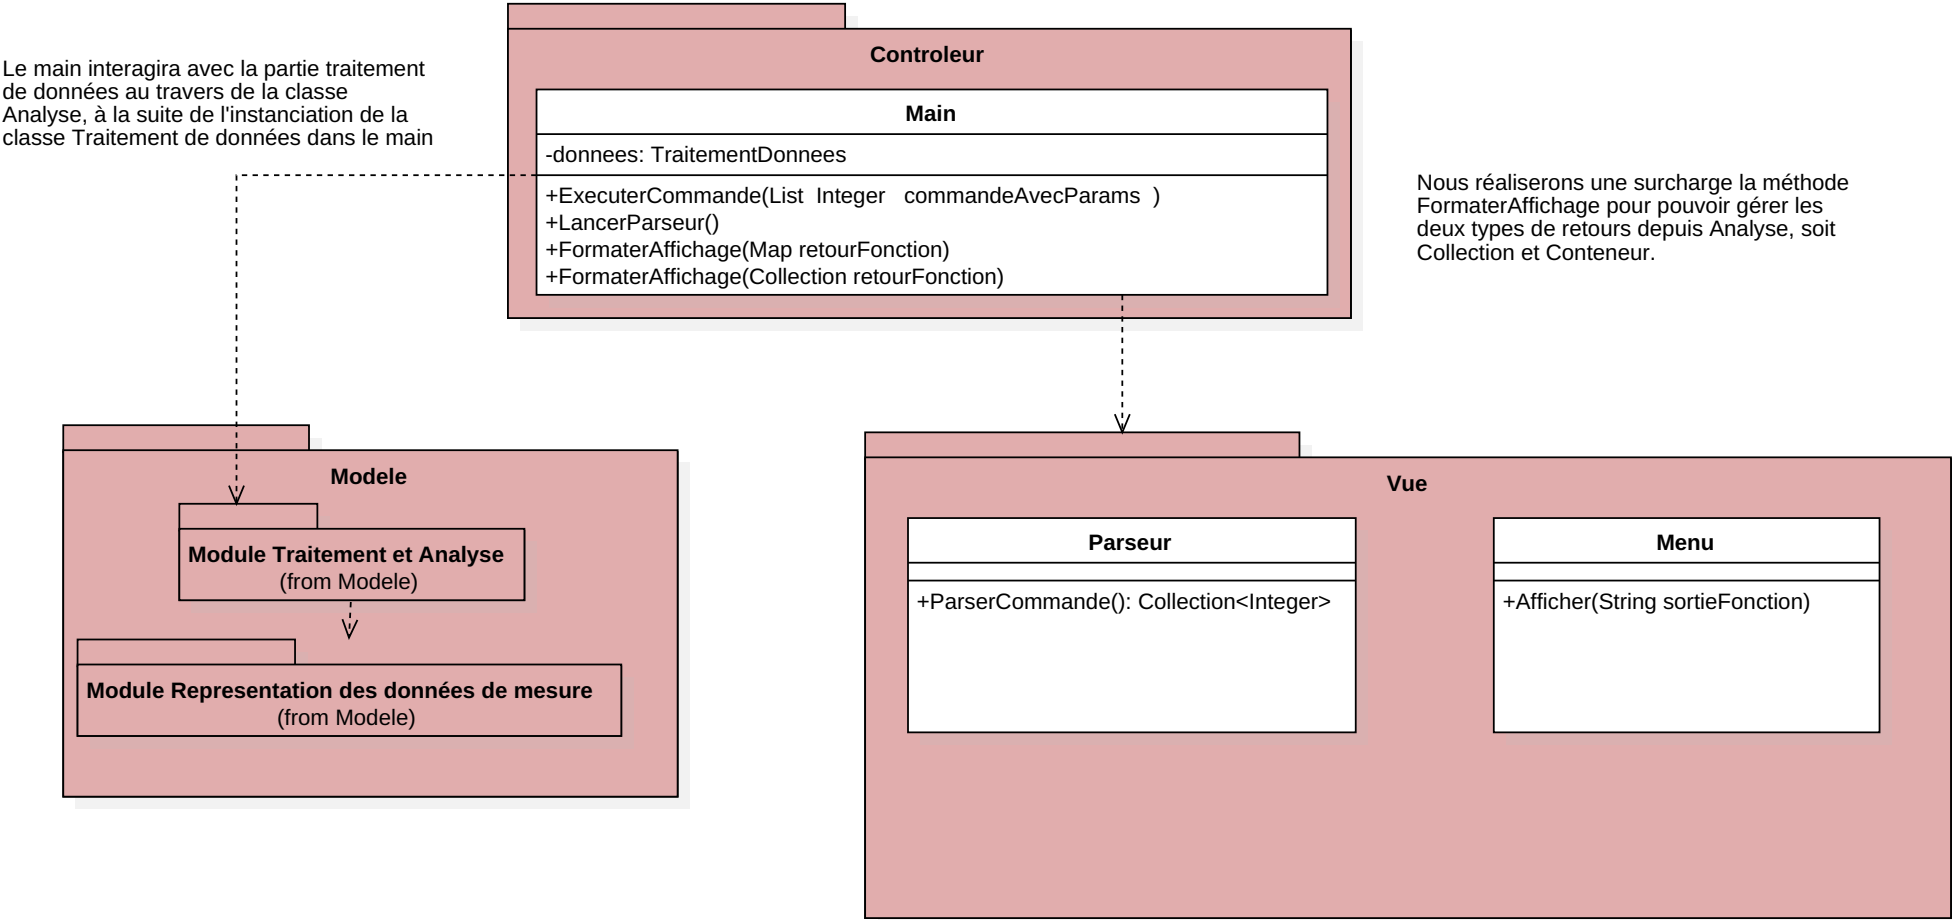 Le main interagira avec la partie traitement
de données au travers de la classe
Analyse, à la suite de l'instanciation de la
classe Traitement de données dans le main
Controleur
Main
-donnees: TraitementDonnees
+ExecuterCommande(List  Integer   commandeAvecParams  )
+LancerParseur()
+FormaterAffichage(Map retourFonction)
+FormaterAffichage(Collection retourFonction)
Nous réaliserons une surcharge la méthode
FormaterAffichage pour pouvoir gérer les
deux types de retours depuis Analyse, soit
Collection et Conteneur.
Modele
Module Traitement et Analyse
(from Modele)
Module Representation des données de mesure
(from Modele)
Vue
Parseur
+ParserCommande(): Collection<Integer>
Menu
+Afficher(String sortieFonction)